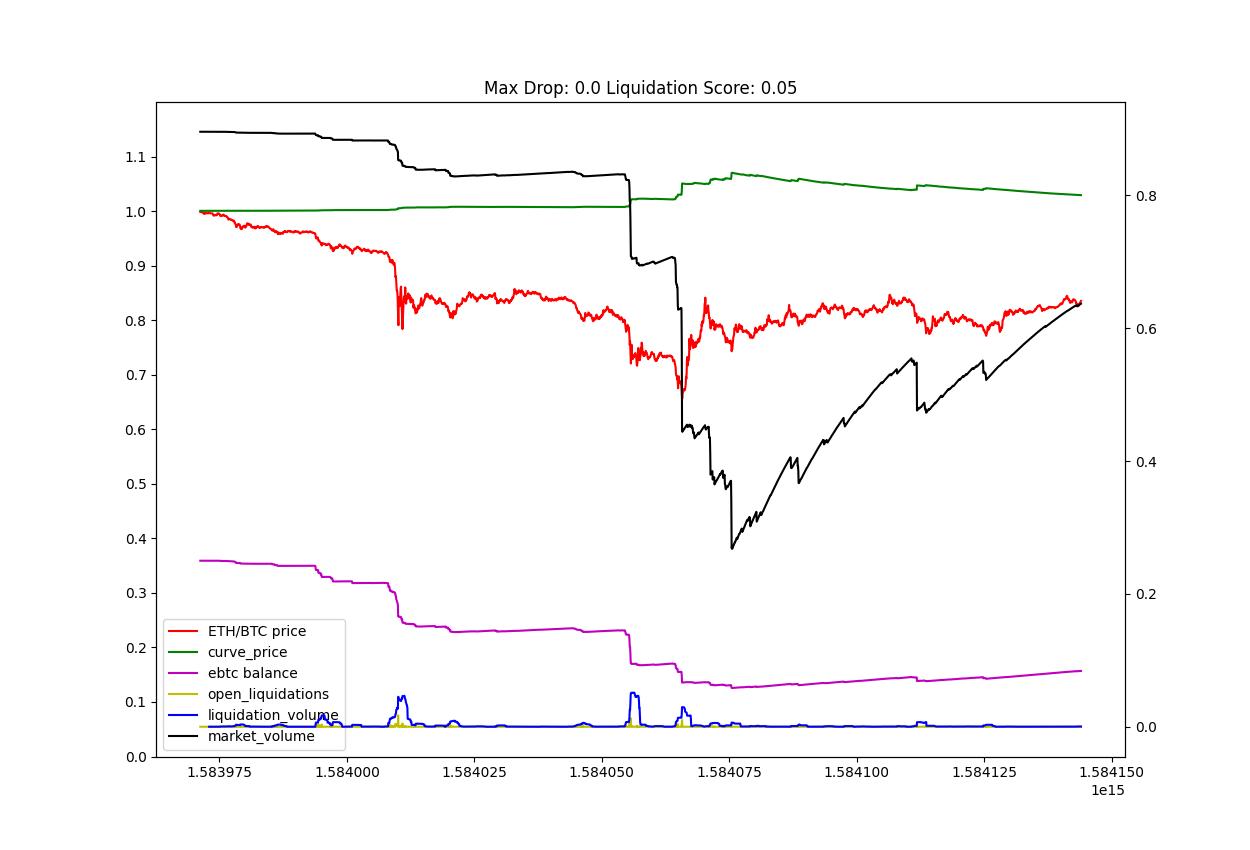 Max Drop: 0.0 Liquidation Score: 0.05
1.1
1.0
0.9
0.8
0.7
0.6
0.5
0.4
0.3
0.2
0.1
0.0
0.8
0.6
0.4
0.2
0.0
ETH/BTC price
curve_price
ebtc balance
open_liquidations
liquidation_volume
market_volume
1.583975 1.584000 1.584025 1.584050 1.584075 1.584100 1.584125 1.584150
1e15